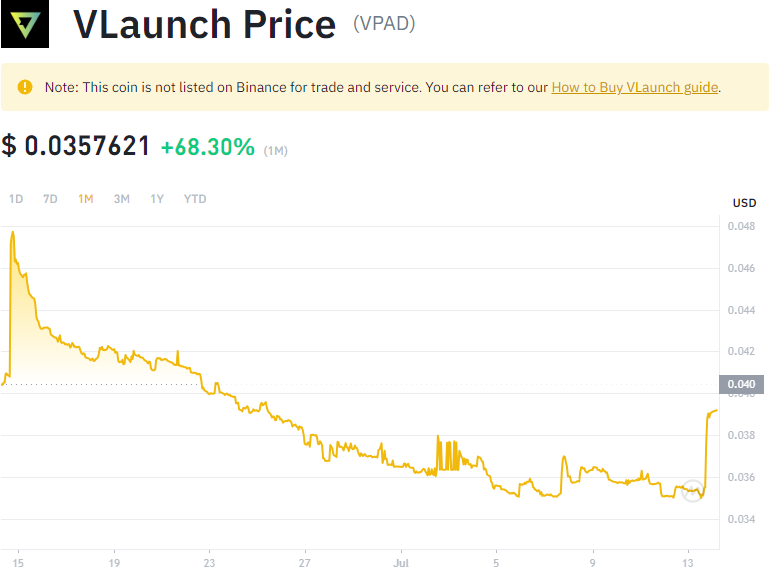 VLaunch Price (VPAD)
Note: This coin is not listed on Binance for trade and service. You can refer to our How to Buy VLaunch guide.
$ 0.0357621 +68.30% (1M)
1D 7D 1M 3M 1Y YTD
USD
0.048
0.046
0.044
0.042
0.040
0.038
0.036
0.034
15 19 23 27 Jul 5 9 13